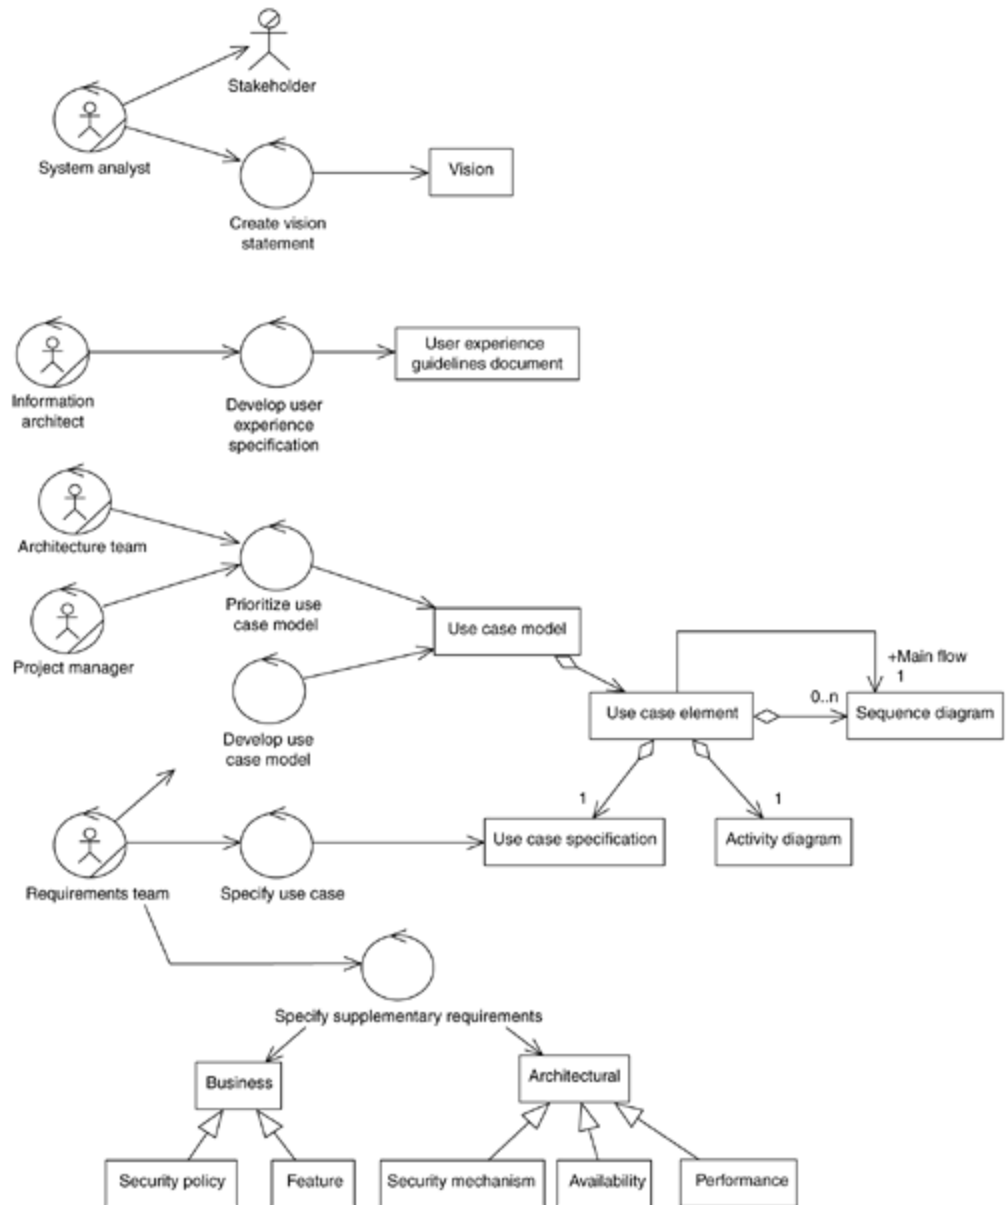 Stakeholder
System analyst
Vision
Create vision
statement
User experience
guidelines document
Information
architect
Develop user
experience
specification
Architecture team
Prioritize use
case model
Project manager
Use case model
+Main flow
1
0..n
Use case element
Sequence diagram
Develop use
case model
1
1
Use case specification
Activity diagram
Requirements team
Specify use case
Specify supplementary requirements
Business
Architectural
Security policy
Feature
Security mechanism
Availability
Performance